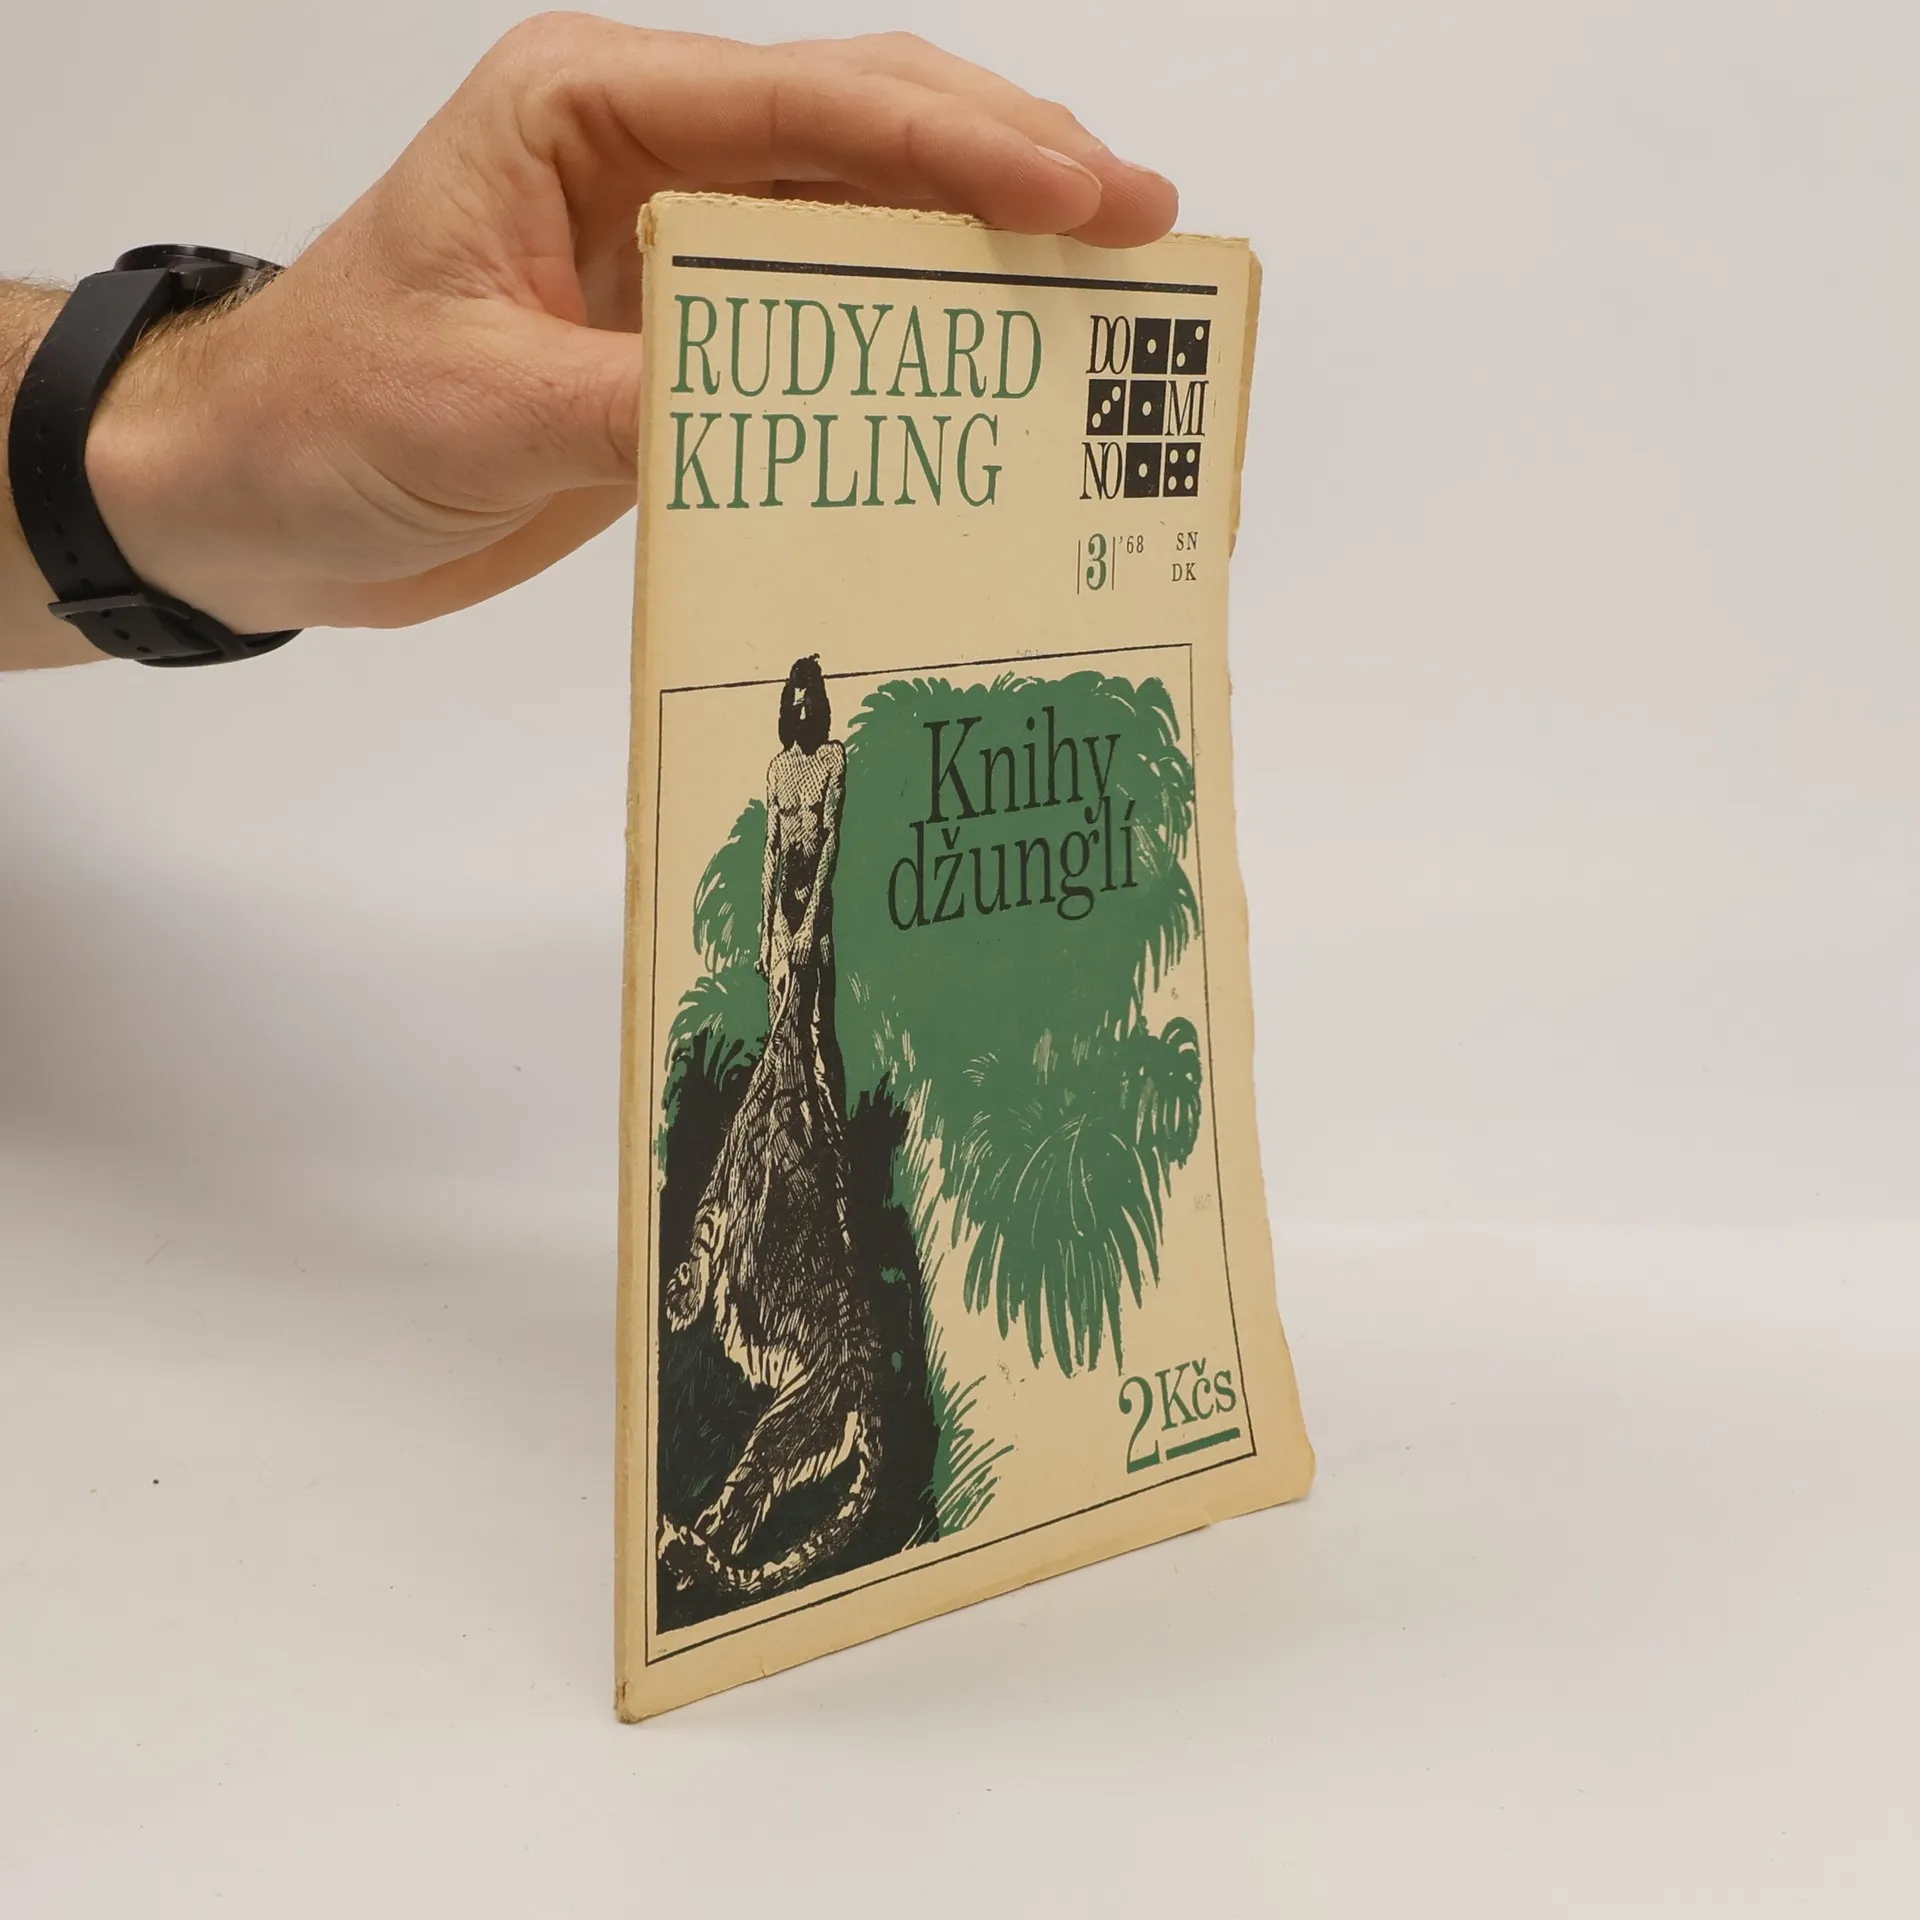 RUDYARD
KIPLING
DO
MI
NO
3 '68 SN
DK
Knihy
džunglí
2 Kčs